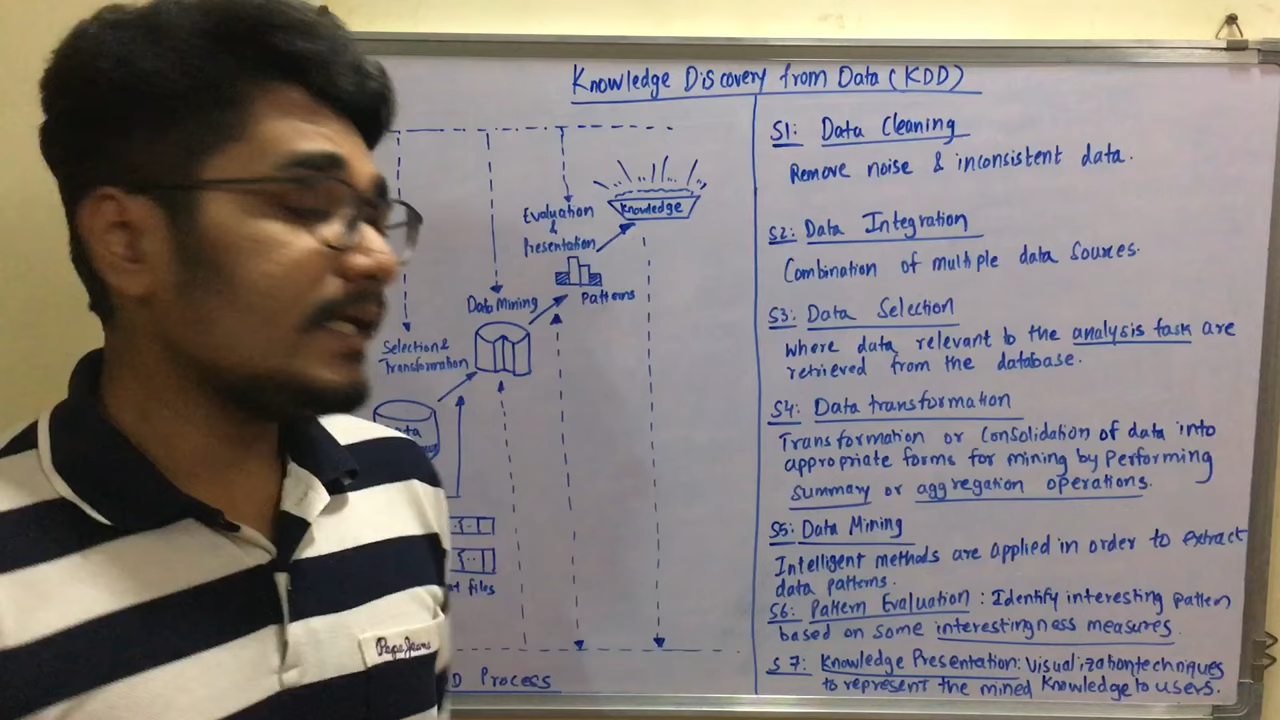 Knowledge Discovery from Data (KDD)
Evaluation
&
Presentation
Knowledge
Patterns
Data Mining
Selection &
Transformation
files
Process
Papa Jeans
S1: Data Cleaning
Remove noise & inconsistent data.
S2: Data Integration
Combination of multiple data sources.
S3: Data Selection
where data relevant to the analysis task are
retrieved from the database.
S4: Data transformation
Transformation or Consolidation of data into
appropriate forms for mining by performing
summary or aggregation operations.
S5: Data Mining
Intelligent methods are applied in order to extract
data patterns.
S6: Pattern Evaluation : Identify interesting pattern
based on some interestingness measures.
S7: Knowledge Presentation: Visualization techniques
to represent the mined Knowledge to users.